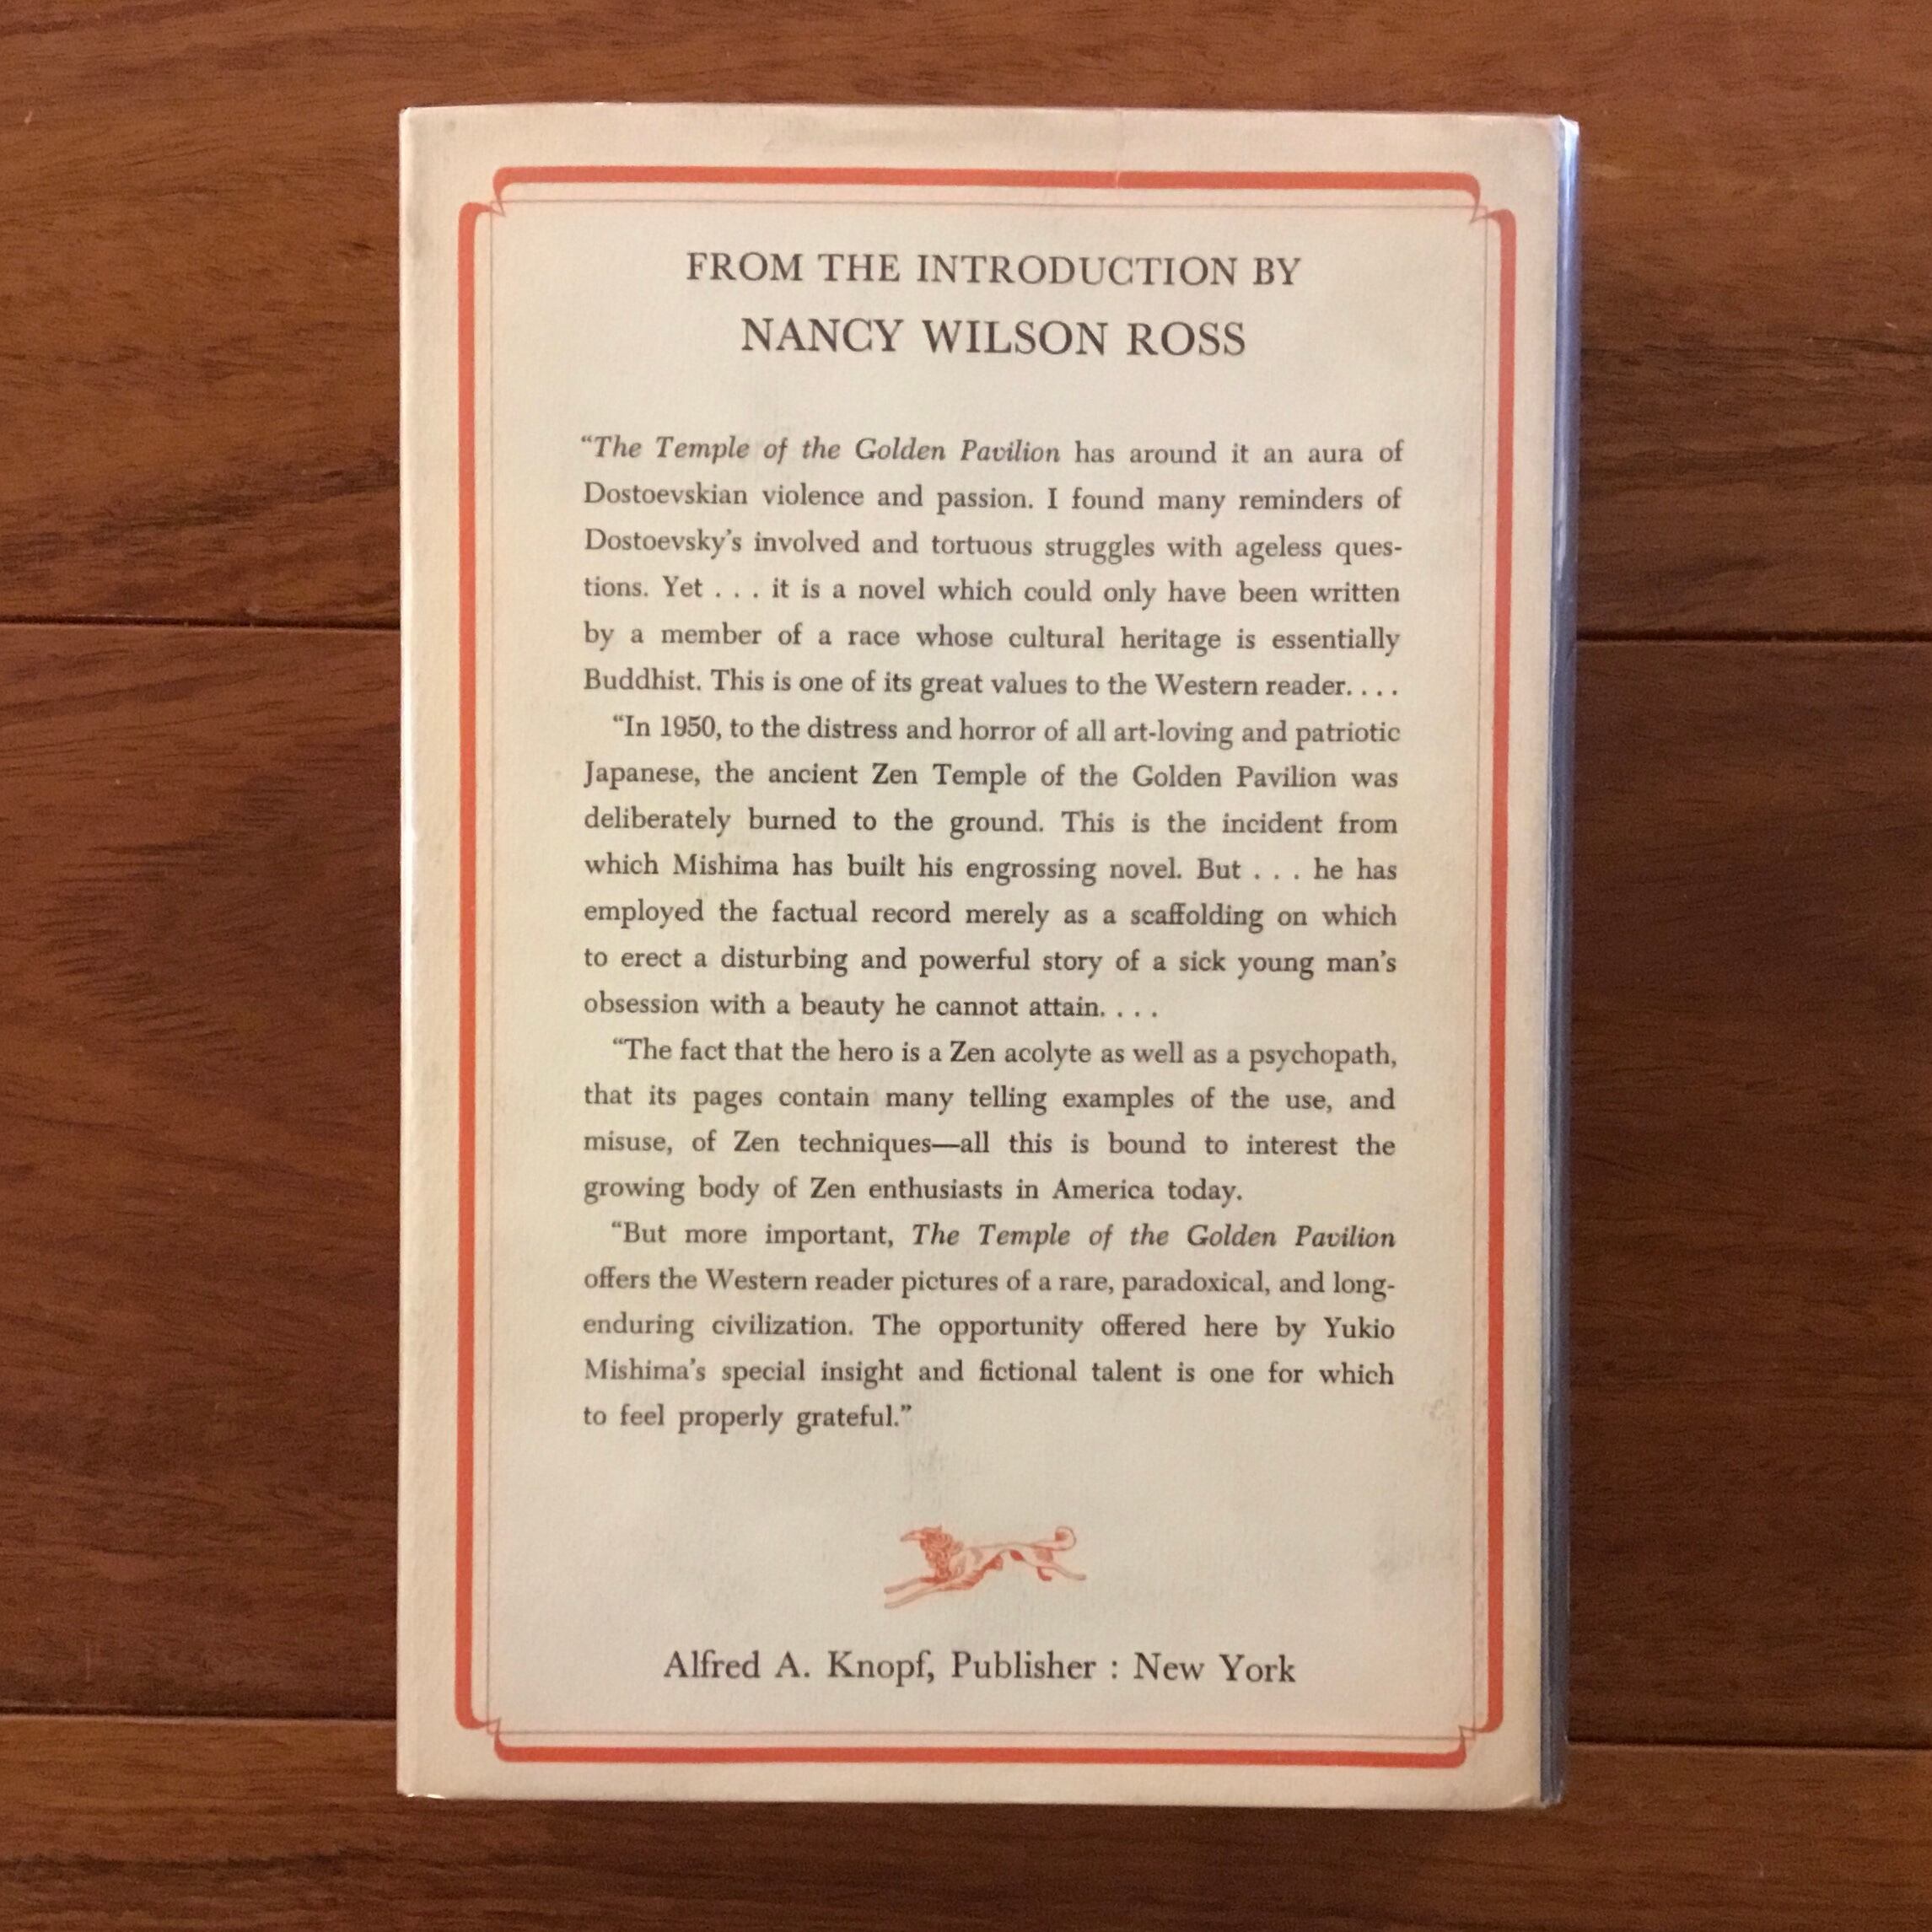 FROM THE INTRODUCTION BY
NANCY WILSON ROSS
“The Temple of the Golden Pavilion has around it an aura of
Dostoevskian violence and passion. I found many reminders of
Dostoevsky’s involved and tortuous struggles with ageless ques-
tions. Yet . . . it is a novel which could only have been written
by a member of a race whose cultural heritage is essentially
Buddhist. This is one of its great values to the Western reader. . . .
“In 1950, to the distress and horror of all art-loving and patriotic
Japanese, the ancient Zen Temple of the Golden Pavilion was
deliberately burned to the ground. This is the incident from
which Mishima has built his engrossing novel. But . . . he has
employed the factual record merely as a scaffolding on which
to erect a disturbing and powerful story of a sick young man’s
obsession with a beauty he cannot attain. . . .
“The fact that the hero is a Zen acolyte as well as a psychopath,
that its pages contain many telling examples of the use, and
misuse, of Zen techniques—all this is bound to interest the
growing body of Zen enthusiasts in America today.
“But more important, The Temple of the Golden Pavilion
offers the Western reader pictures of a rare, paradoxical, and long-
enduring civilization. The opportunity offered here by Yukio
Mishima’s special insight and fictional talent is one for which
to feel properly grateful.”
Alfred A. Knopf, Publisher : New York